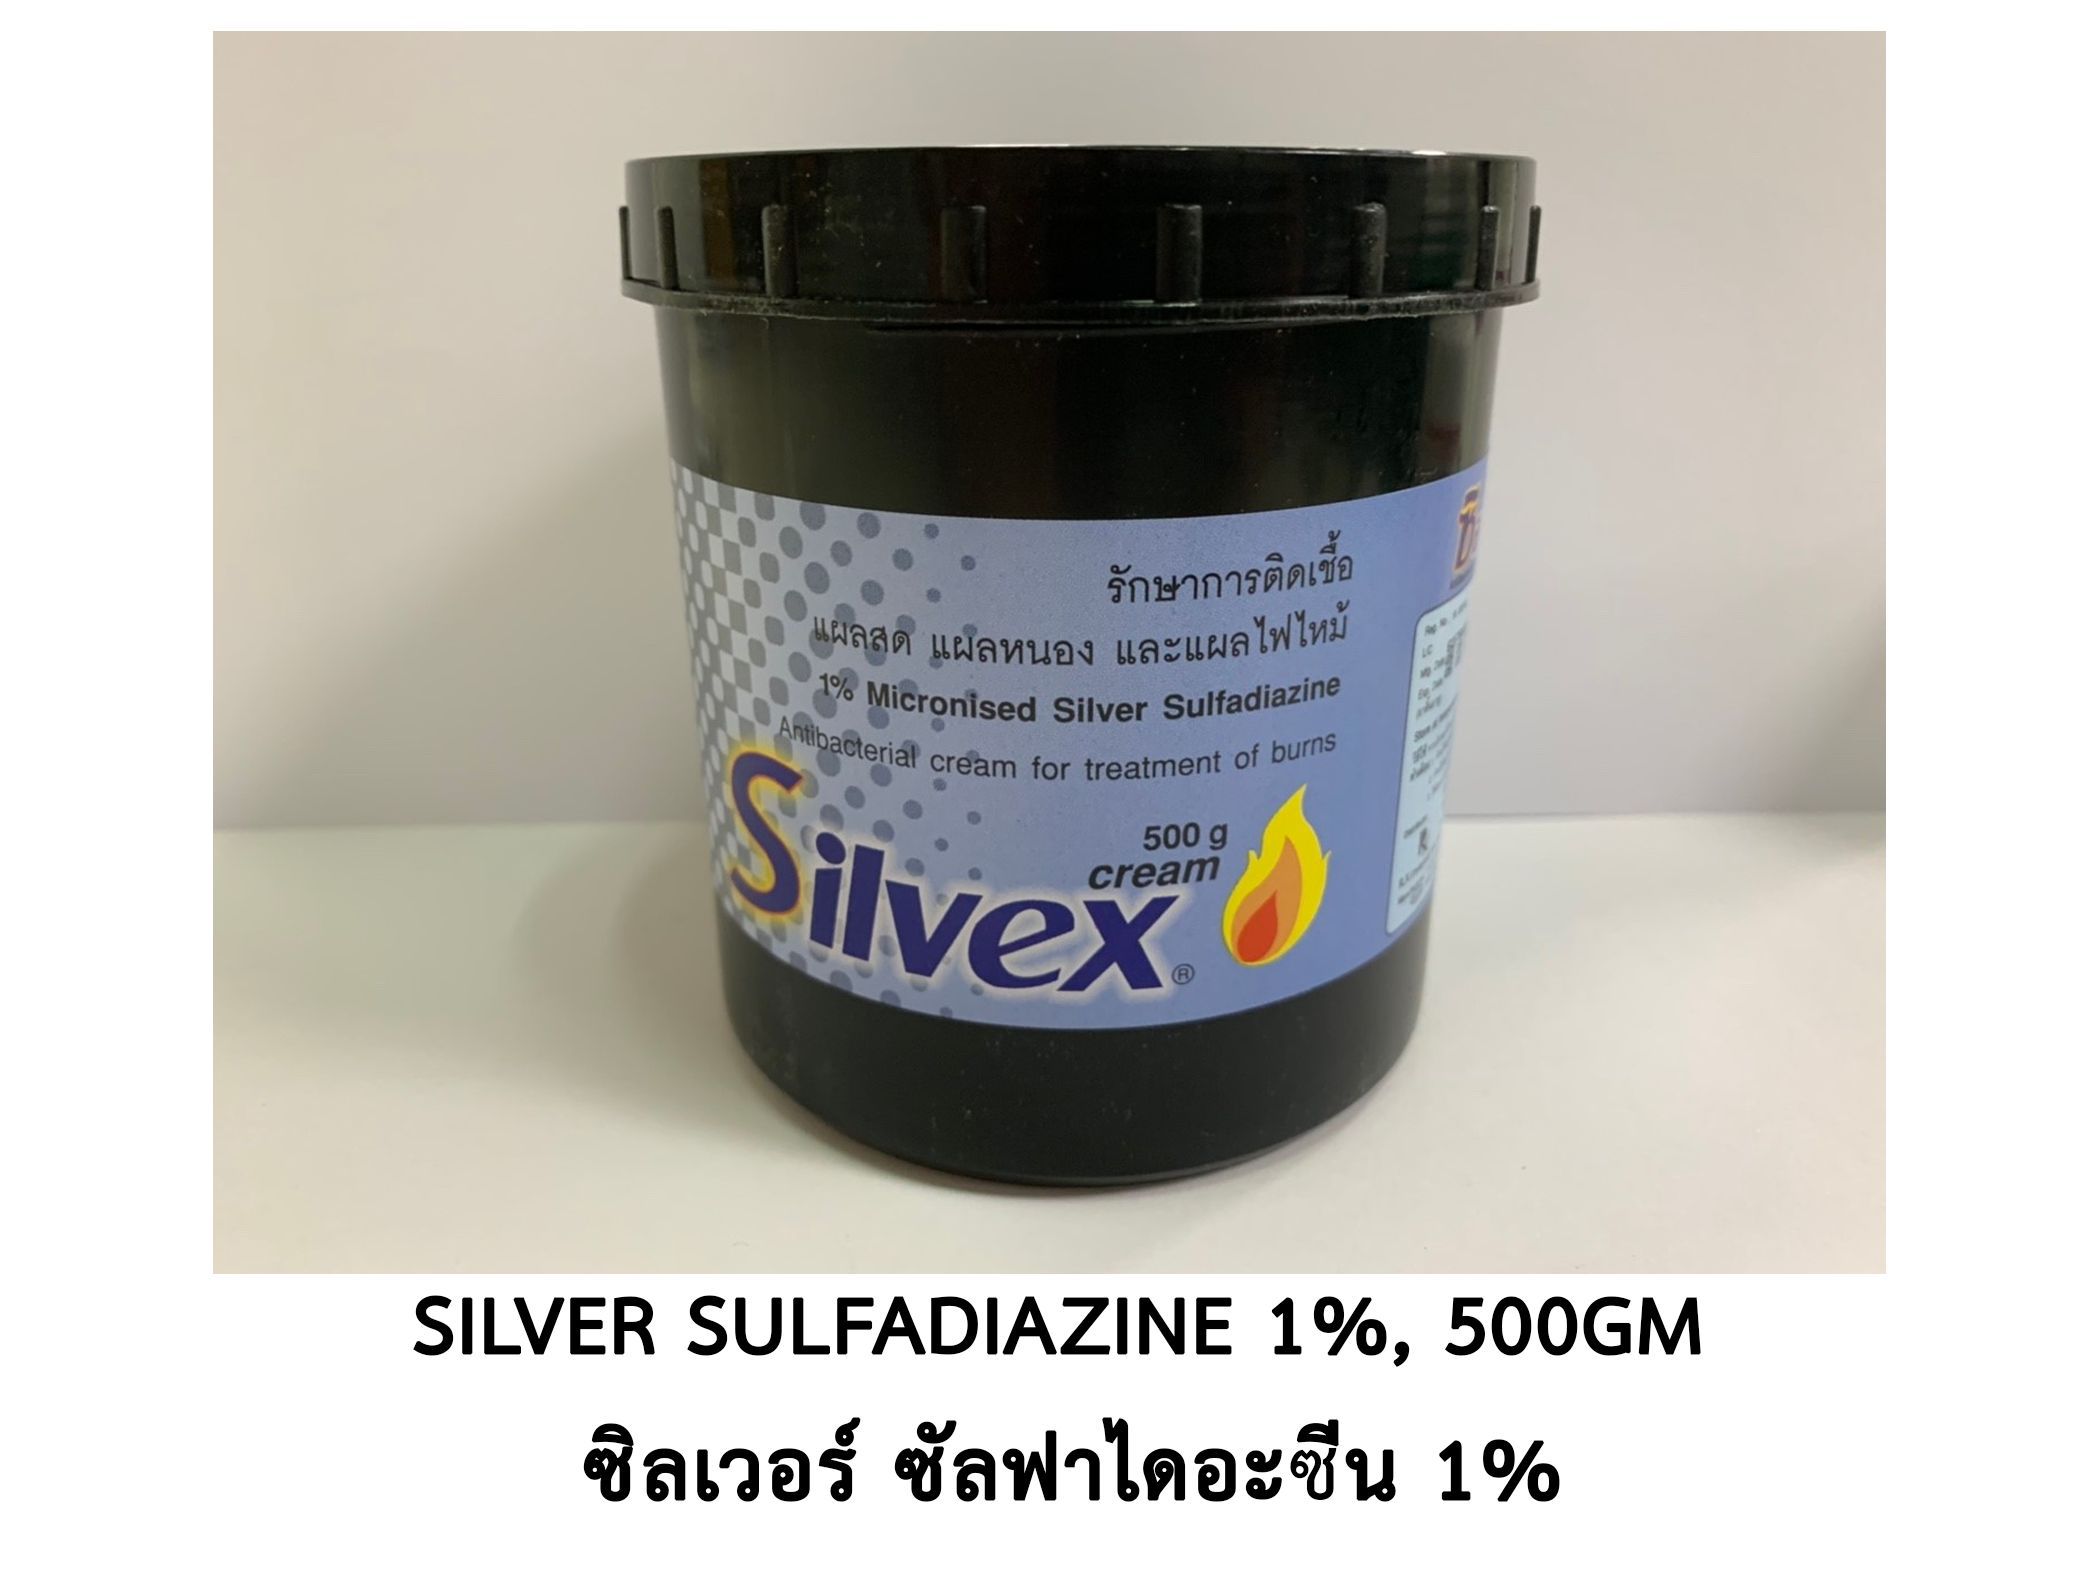 รักษาการติดเชื้อ
แผลสด แผลหนอง และแผลไฟไหม้
1% Micronised Silver Sulfadiazine
Antibacterial cream for treatment of burns
500 g
cream
Silvex®
Reg. No.
SILVER SULFADIAZINE 1%, 500GM
ซิลเวอร์ ซัลฟาไดอะซีน 1%